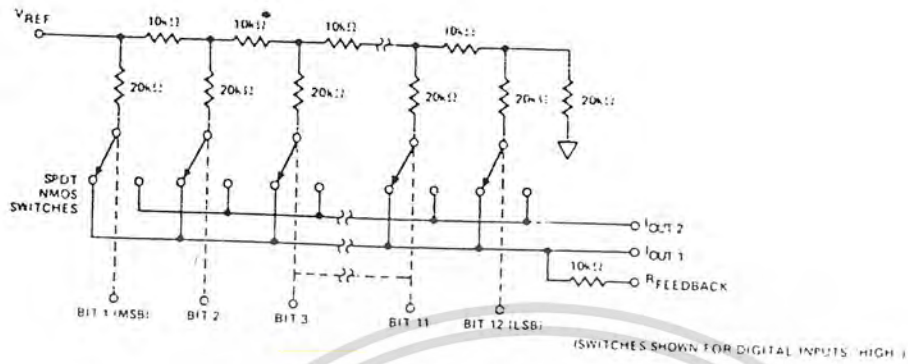 VREF
10kΩ
10kΩ
10kΩ
10kΩ
20kΩ
20kΩ
20kΩ
20kΩ
20kΩ
20kΩ
SPDT
NMOS
SWITCHES
IOUT 2
IOUT 1
10kΩ
RFEEDBACK
BIT 1 (MSB)
BIT 2
BIT 3
BIT 11
BIT 12 (LSB)
(SWITCHES SHOWN FOR DIGITAL INPUTS "HIGH")